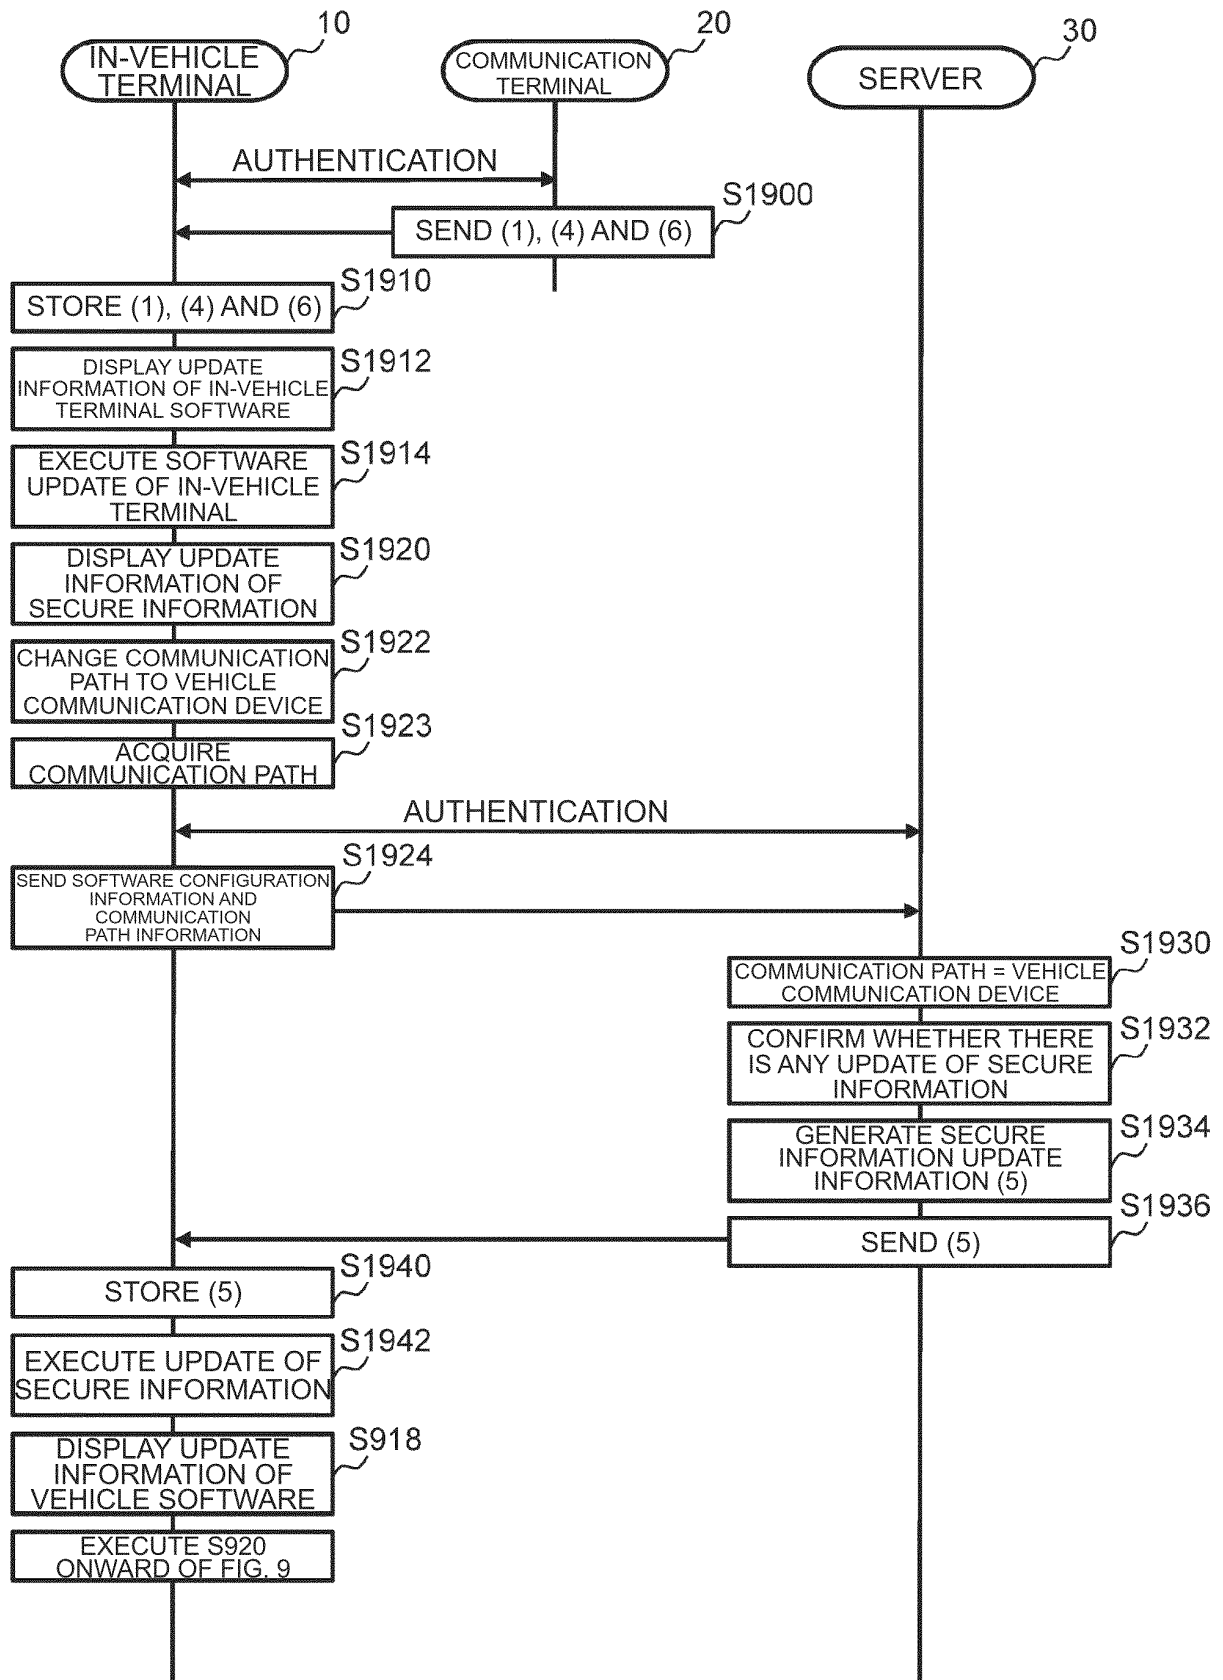 10
20
30
IN-VEHICLE
TERMINAL
COMMUNICATION
TERMINAL
SERVER
AUTHENTICATION
S1900
SEND (1), (4) AND (6)
S1910
STORE (1), (4) AND (6)
S1912
DISPLAY UPDATE
INFORMATION OF IN-VEHICLE
TERMINAL SOFTWARE
S1914
EXECUTE SOFTWARE
UPDATE OF IN-VEHICLE
TERMINAL
S1920
DISPLAY UPDATE
INFORMATION OF
SECURE INFORMATION
S1922
CHANGE COMMUNICATION
PATH TO VEHICLE
COMMUNICATION DEVICE
S1923
ACQUIRE
COMMUNICATION PATH
AUTHENTICATION
S1924
SEND SOFTWARE CONFIGURATION
INFORMATION AND
COMMUNICATION
PATH INFORMATION
S1930
COMMUNICATION PATH = VEHICLE
COMMUNICATION DEVICE
S1932
CONFIRM WHETHER THERE
IS ANY UPDATE OF SECURE
INFORMATION
S1934
GENERATE SECURE
INFORMATION UPDATE
INFORMATION (5)
S1936
SEND (5)
S1940
STORE (5)
S1942
EXECUTE UPDATE OF
SECURE INFORMATION
S918
DISPLAY UPDATE
INFORMATION OF
VEHICLE SOFTWARE
EXECUTE S920
ONWARD OF FIG. 9